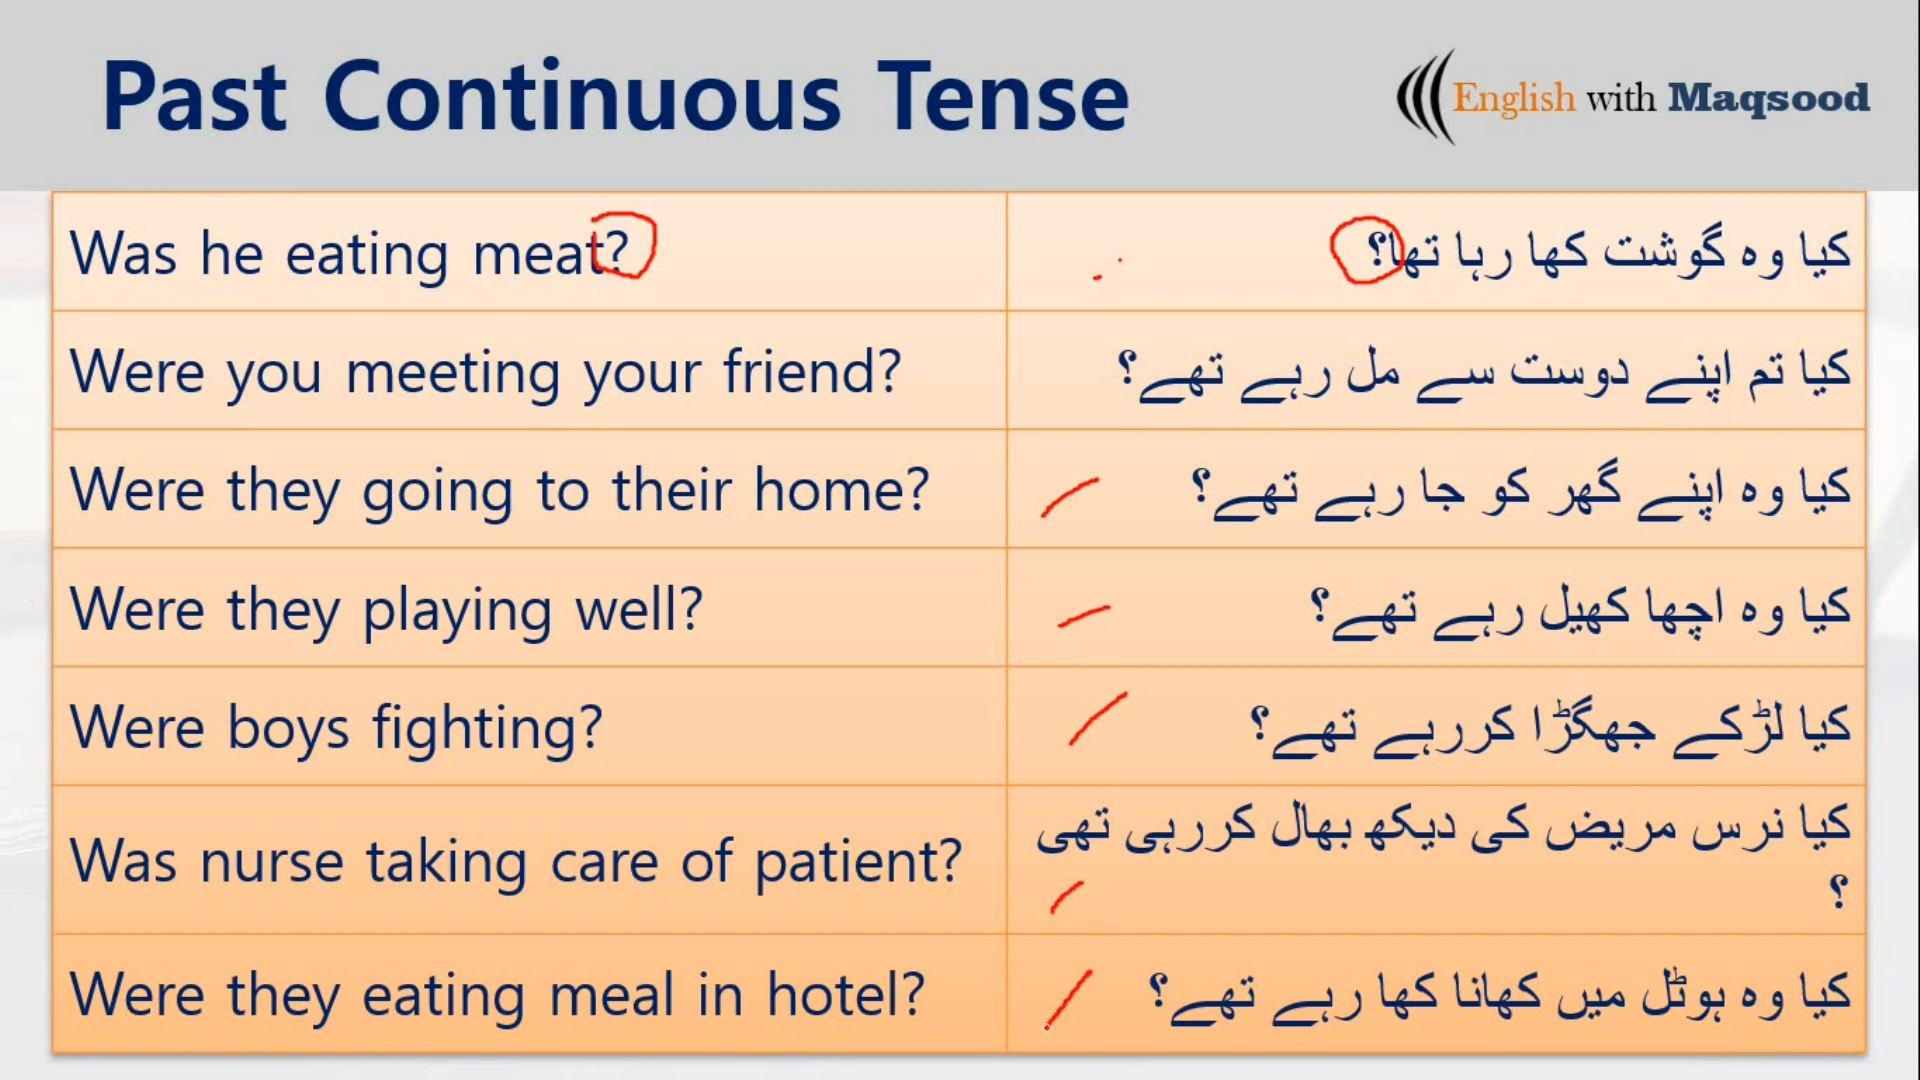 Past Continuous Tense
English with Maqsood
Was he eating meat?
کیا وہ گوشت کھا رہا تھا؟
Were you meeting your friend?
کیا تم اپنے دوست سے مل رہے تھے؟
Were they going to their home?
کیا وہ اپنے گھر کو جا رہے تھے؟
Were they playing well?
کیا وہ اچھا کھیل رہے تھے؟
Were boys fighting?
کیا لڑکے جھگڑا کررہے تھے؟
Was nurse taking care of patient?
کیا نرس مریض کی دیکھ بھال کررہی تھی
؟
Were they eating meal in hotel?
کیا وہ ہوٹل میں کھانا کھا رہے تھے؟